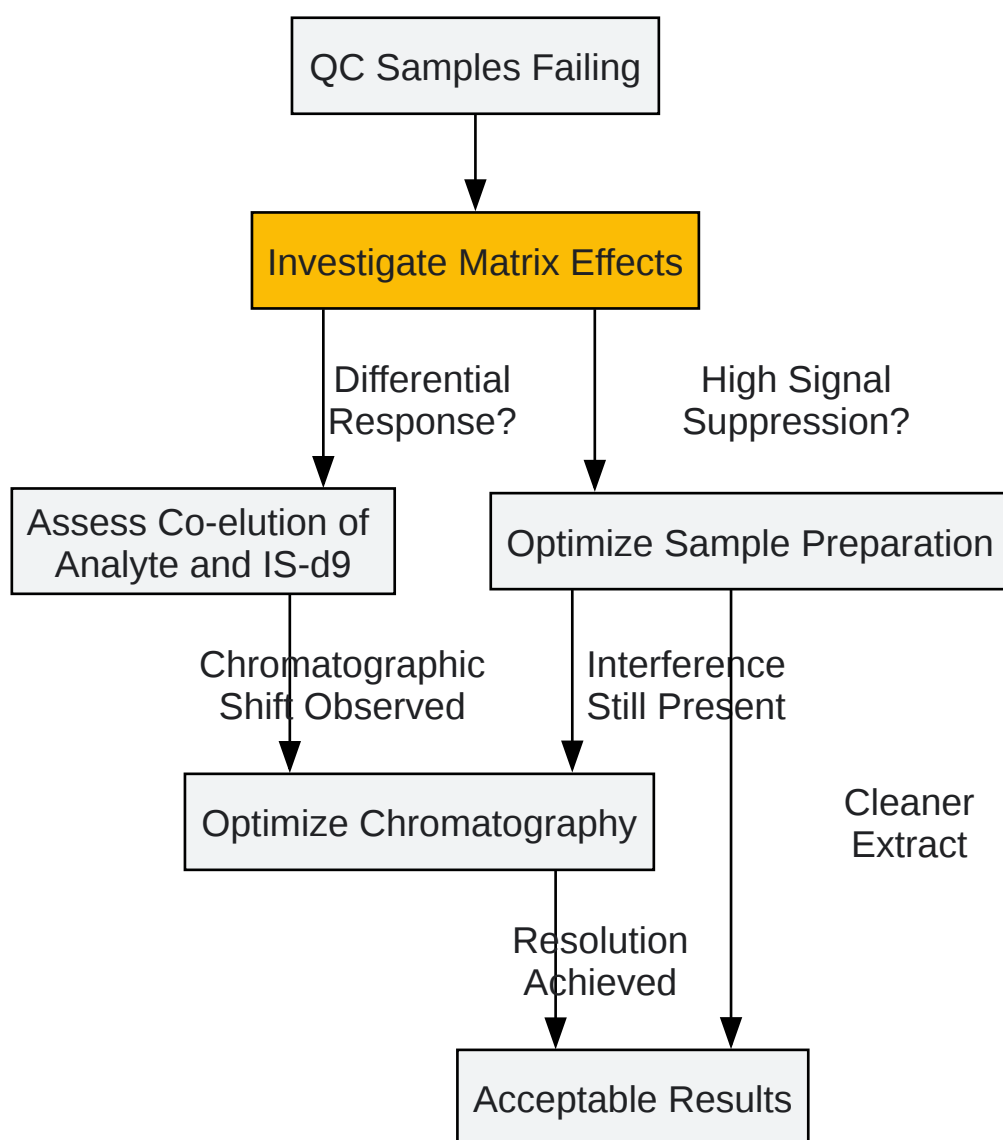 QC Samples Failing
Investigate Matrix Effects
Differential
Response?
High Signal
Suppression?
Assess Co-elution of
Analyte and IS-d9
Optimize Sample Preparation
Chromatographic
Shift Observed
Interference
Still Present
Optimize Chromatography
Cleaner
Extract
Resolution
Achieved
Acceptable Results